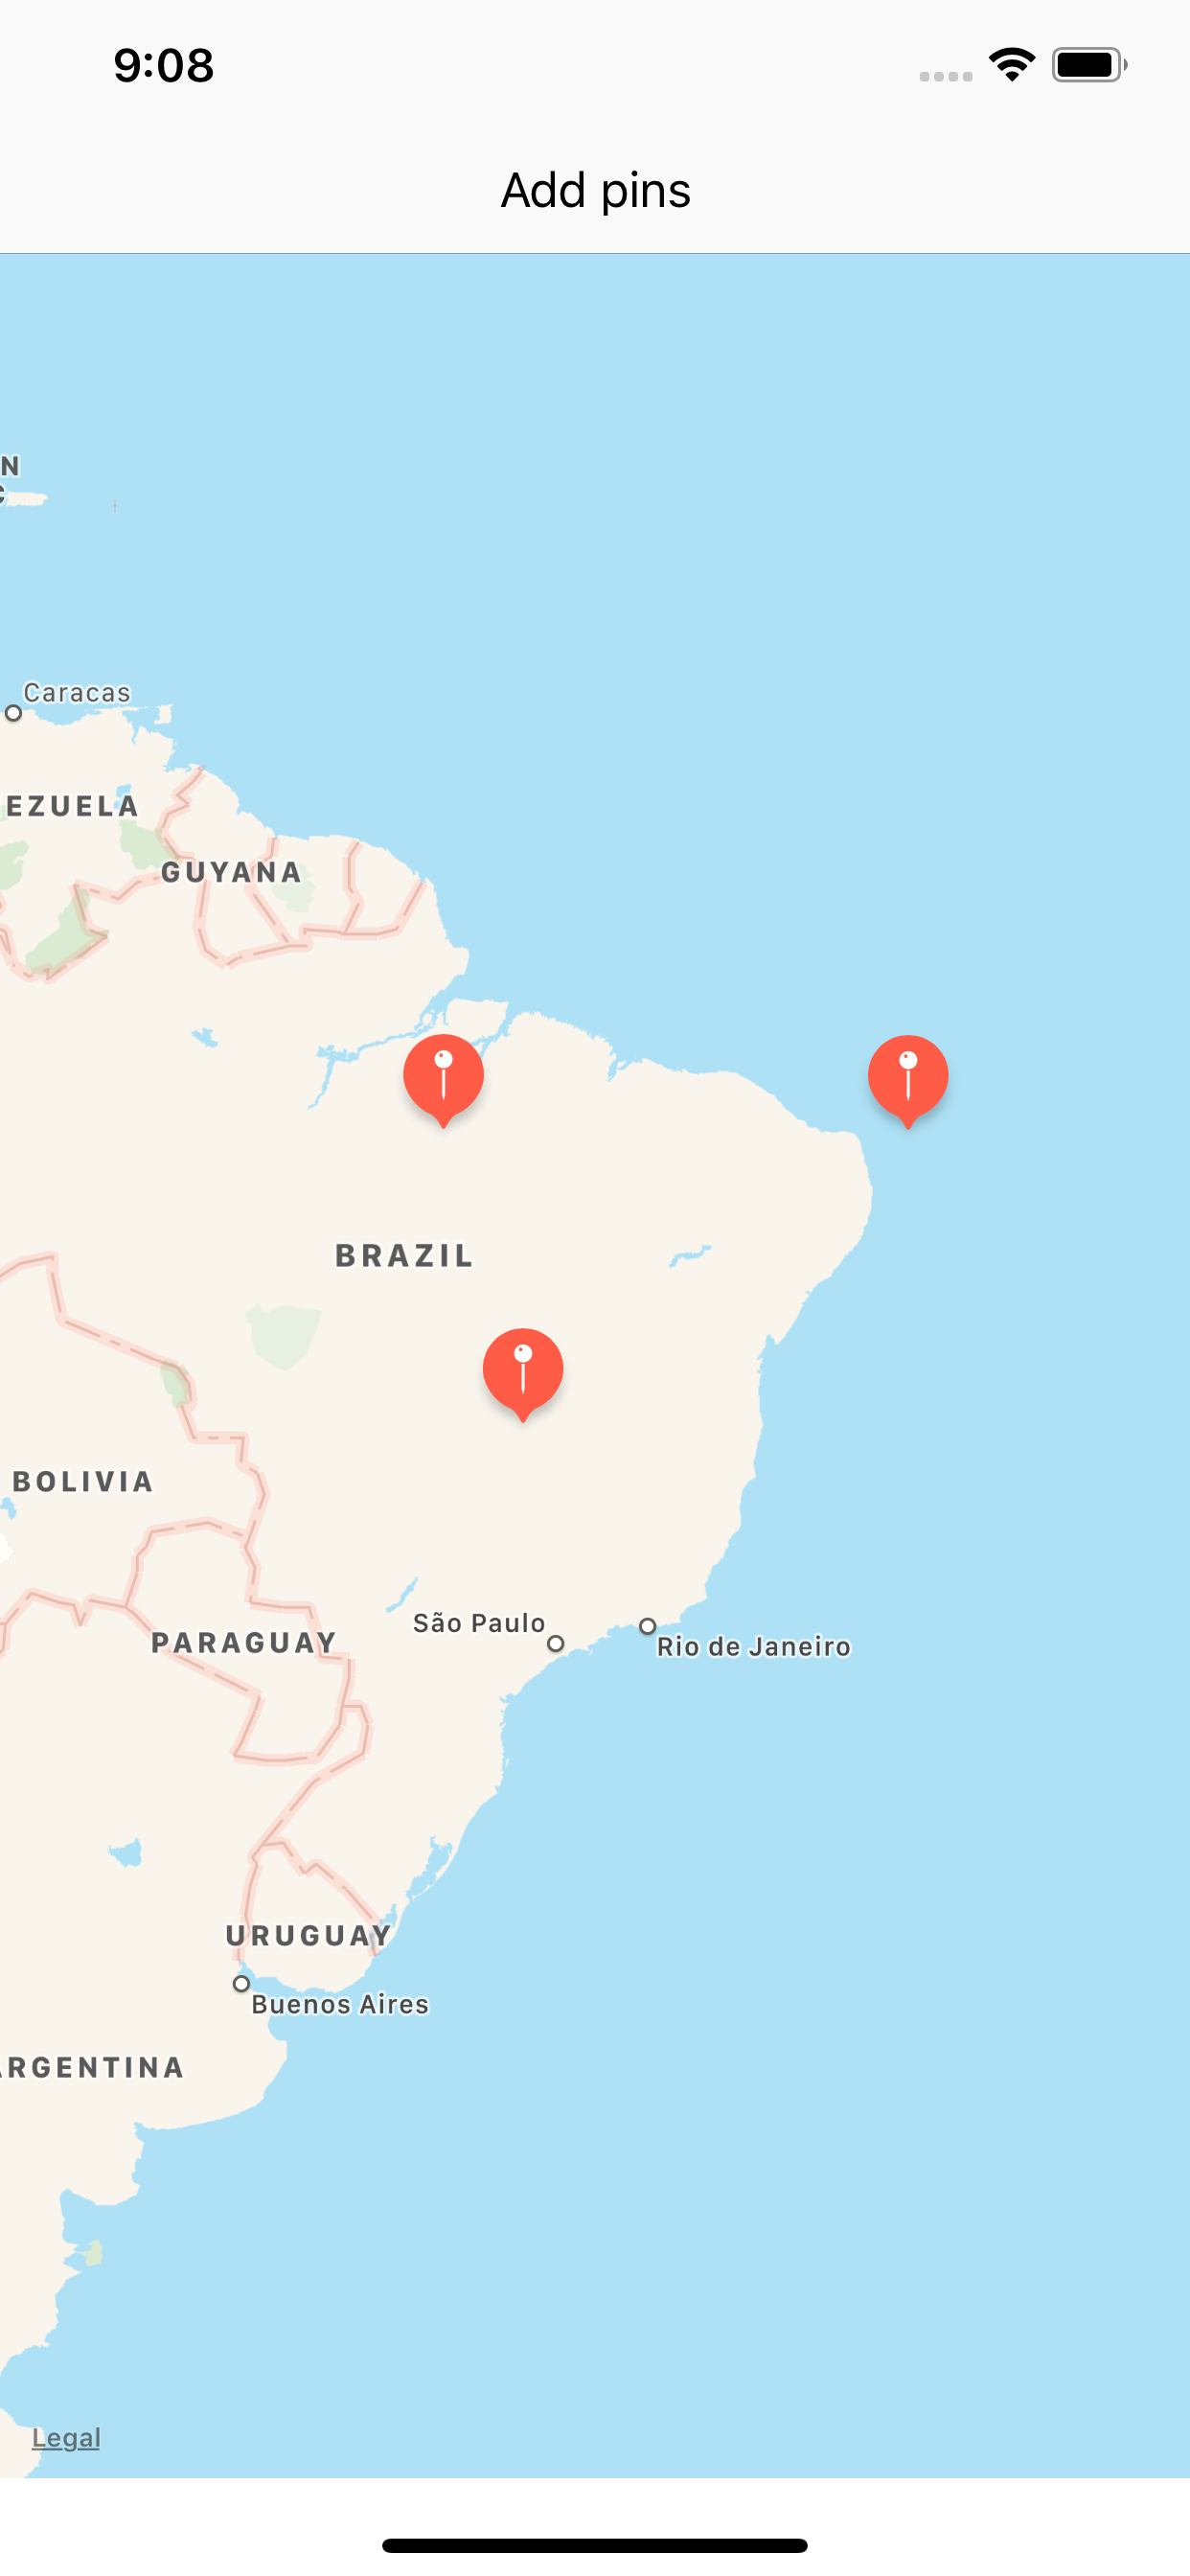 9:08
Add pins
N
Caracas
EZUELA
GUYANA
BRAZIL
BOLIVIA
São Paulo
PARAGUAY
Rio de Janeiro
URUGUAY
Buenos Aires
ARGENTINA
Legal